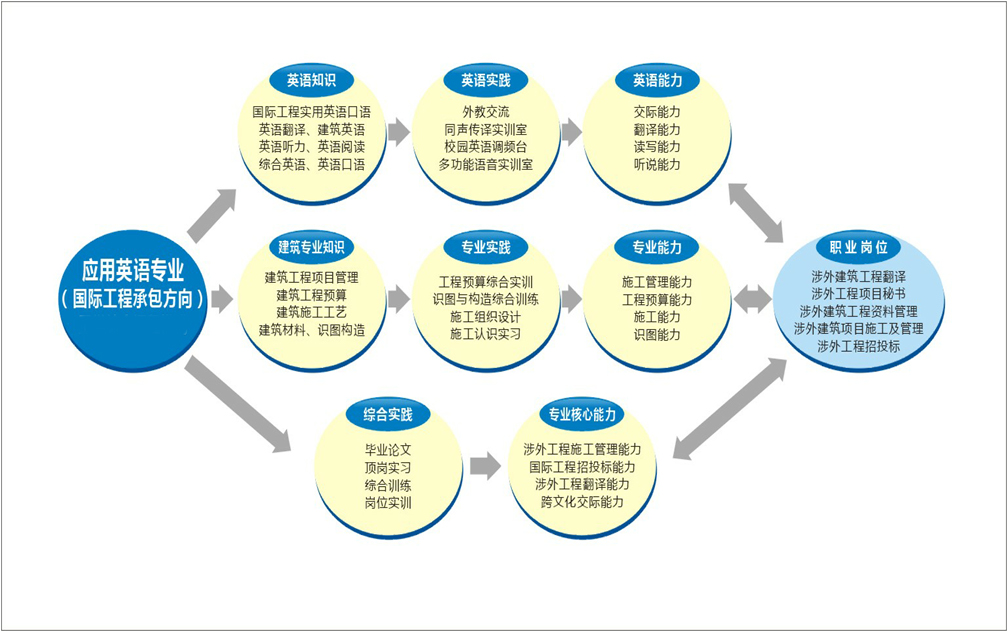 英语知识
国际工程实用英语口语
英语翻译、建筑英语
英语听力、英语阅读
综合英语、英语口语
英语实践
外教交流
同声传译实训室
校园英语调频台
多功能语音实训室
英语能力
交际能力
翻译能力
读写能力
听说能力
应用英语专业
（国际工程承包方向）
建筑专业知识
建筑工程项目管理
建筑工程预算
建筑施工工艺
建筑材料、识图构造
专业实践
工程预算综合实训
识图与构造综合训练
施工组织设计
施工认识实习
专业能力
施工管理能力
工程预算能力
施工能力
识图能力
职业岗位
涉外建筑工程翻译
涉外工程项目秘书
涉外建筑工程资料管理
涉外建筑项目施工及管理
涉外工程招投标
综合实践
毕业论文
顶岗实习
综合训练
岗位实训
专业核心能力
涉外工程施工管理能力
国际工程招投标能力
涉外工程翻译能力
跨文化交际能力